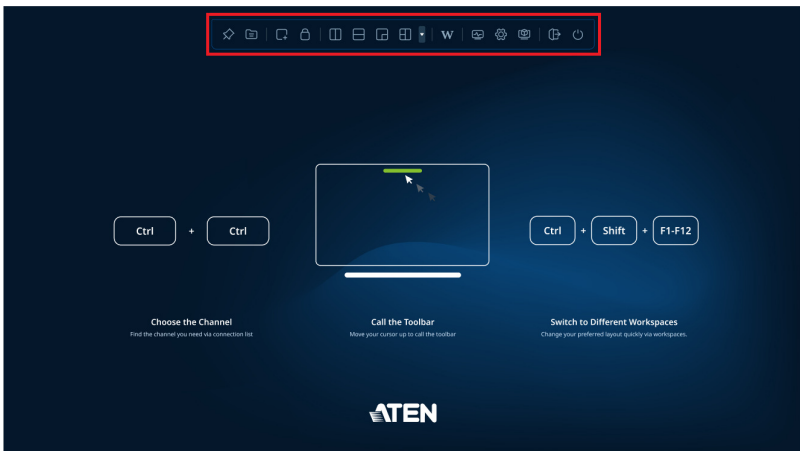 W
Ctrl + Ctrl
Ctrl + Shift + F1-F12
Choose the Channel
Find the channel you need via connection list
Call the Toolbar
Move your cursor up to call the toolbar
Switch to Different Workspaces
Change your preferred layout quickly via workspaces.
ATEN